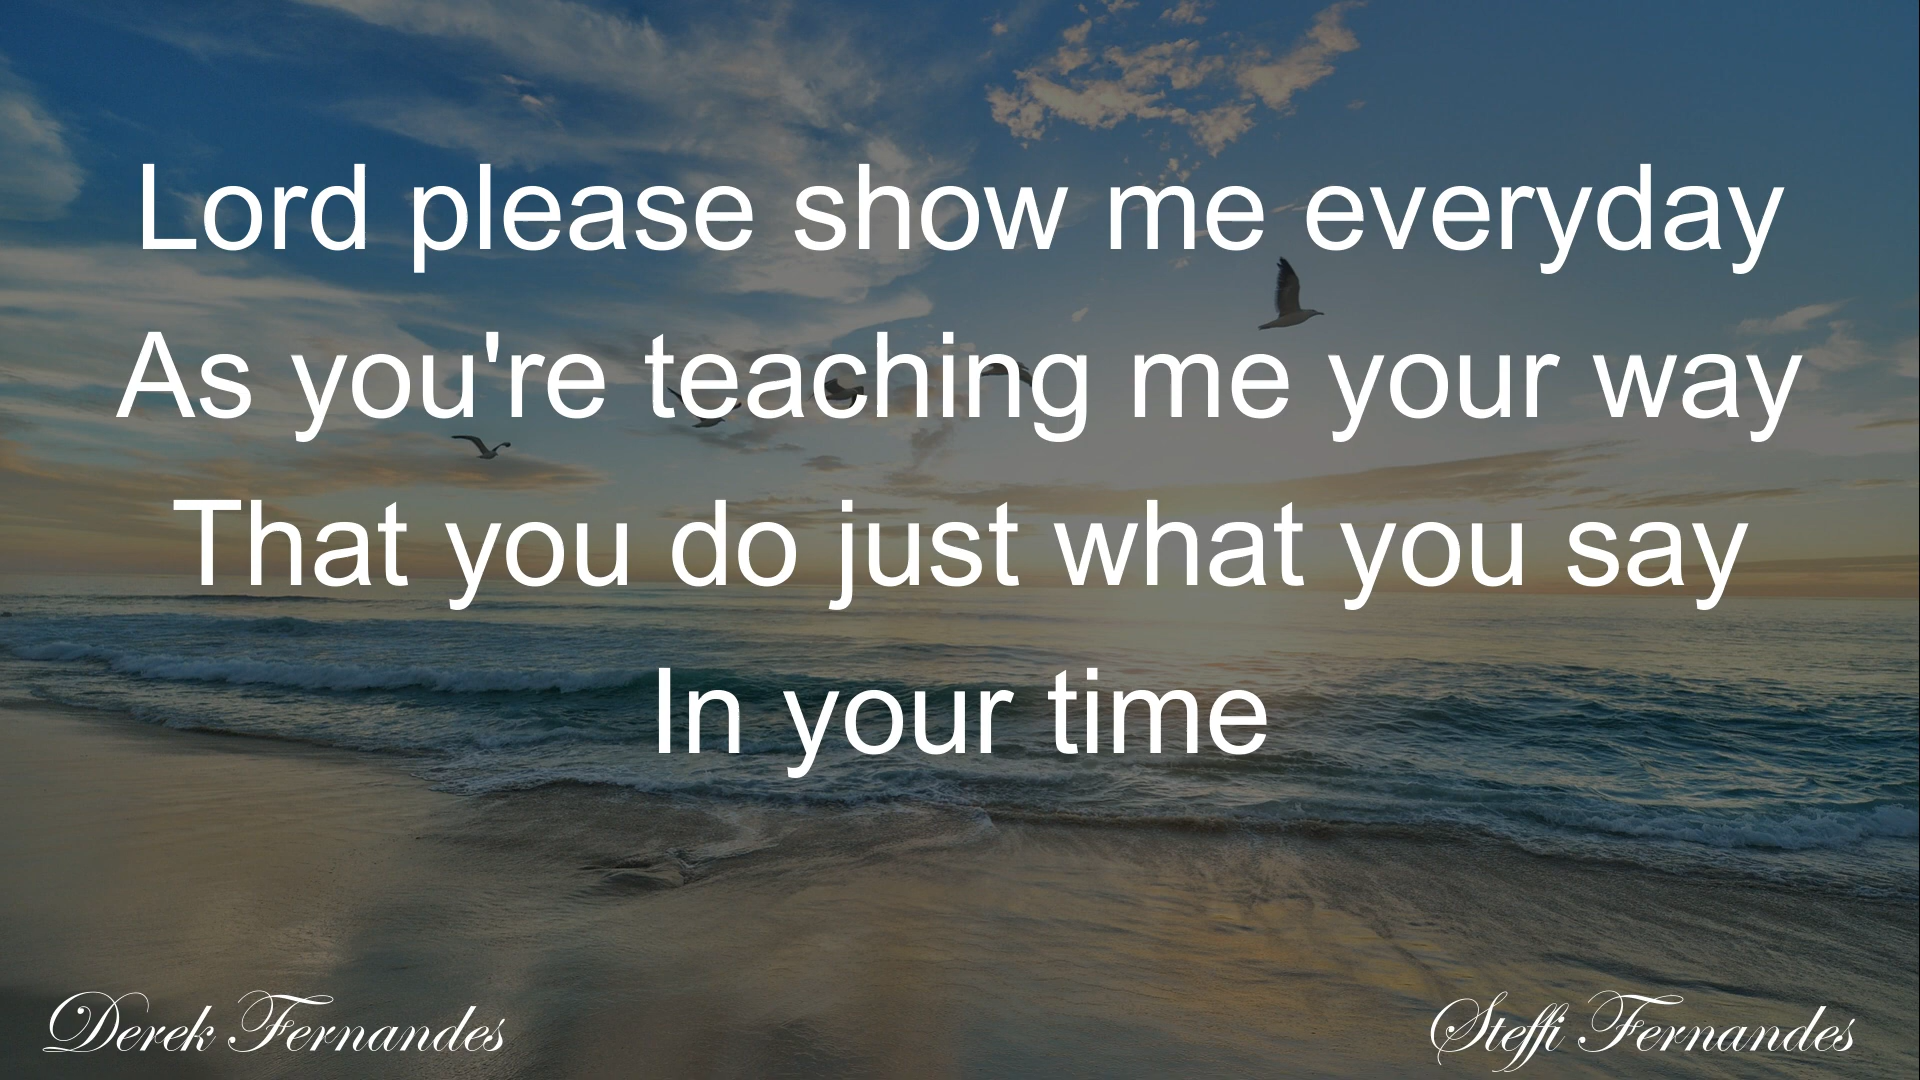 Lord please show me everyday
As you're teaching me your way
That you do just what you say
In your time
Derek Fernandes
Steffi Fernandes